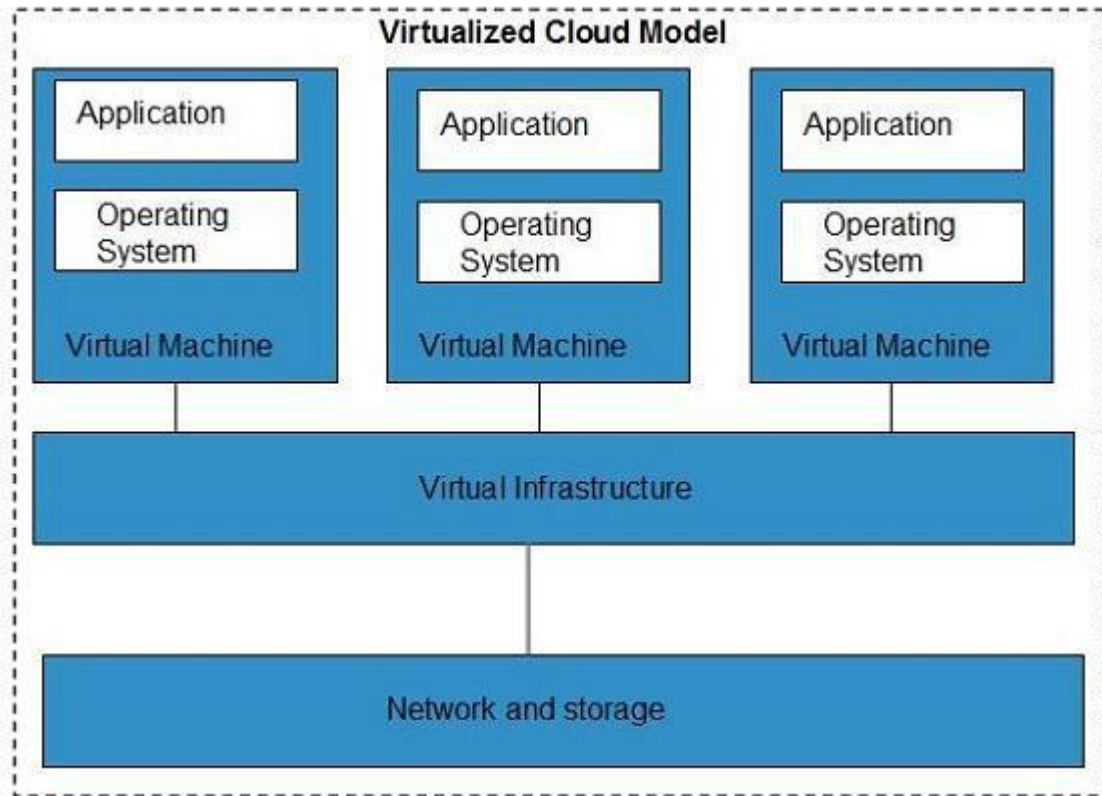 Virtualized Cloud Model
Application
Operating
System
Virtual Machine
Application
Operating
System
Virtual Machine
Application
Operating
System
Virtual Machine
Virtual Infrastructure
Network and storage